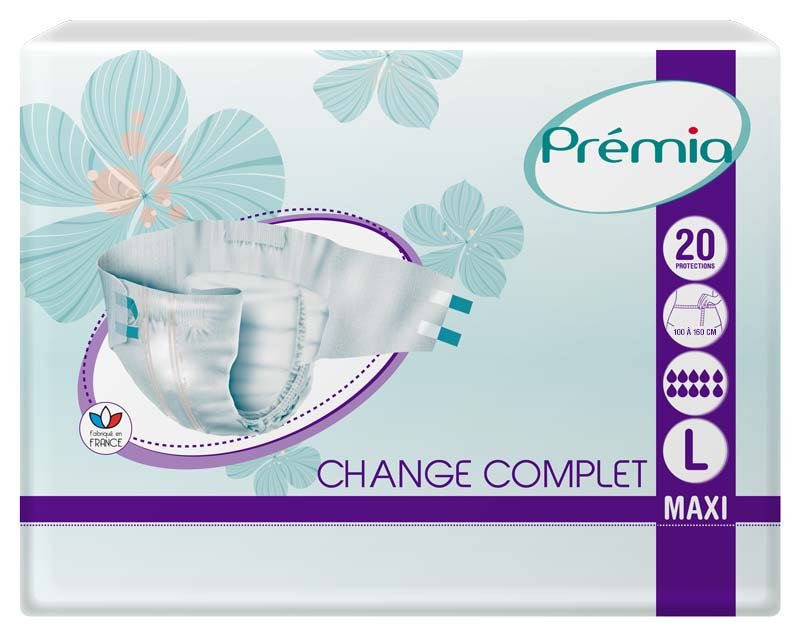 Prémia
20
PROTECTIONS
100 À 160 CM
L
MAXI
Fabriqué en
FRANCE
CHANGE COMPLET